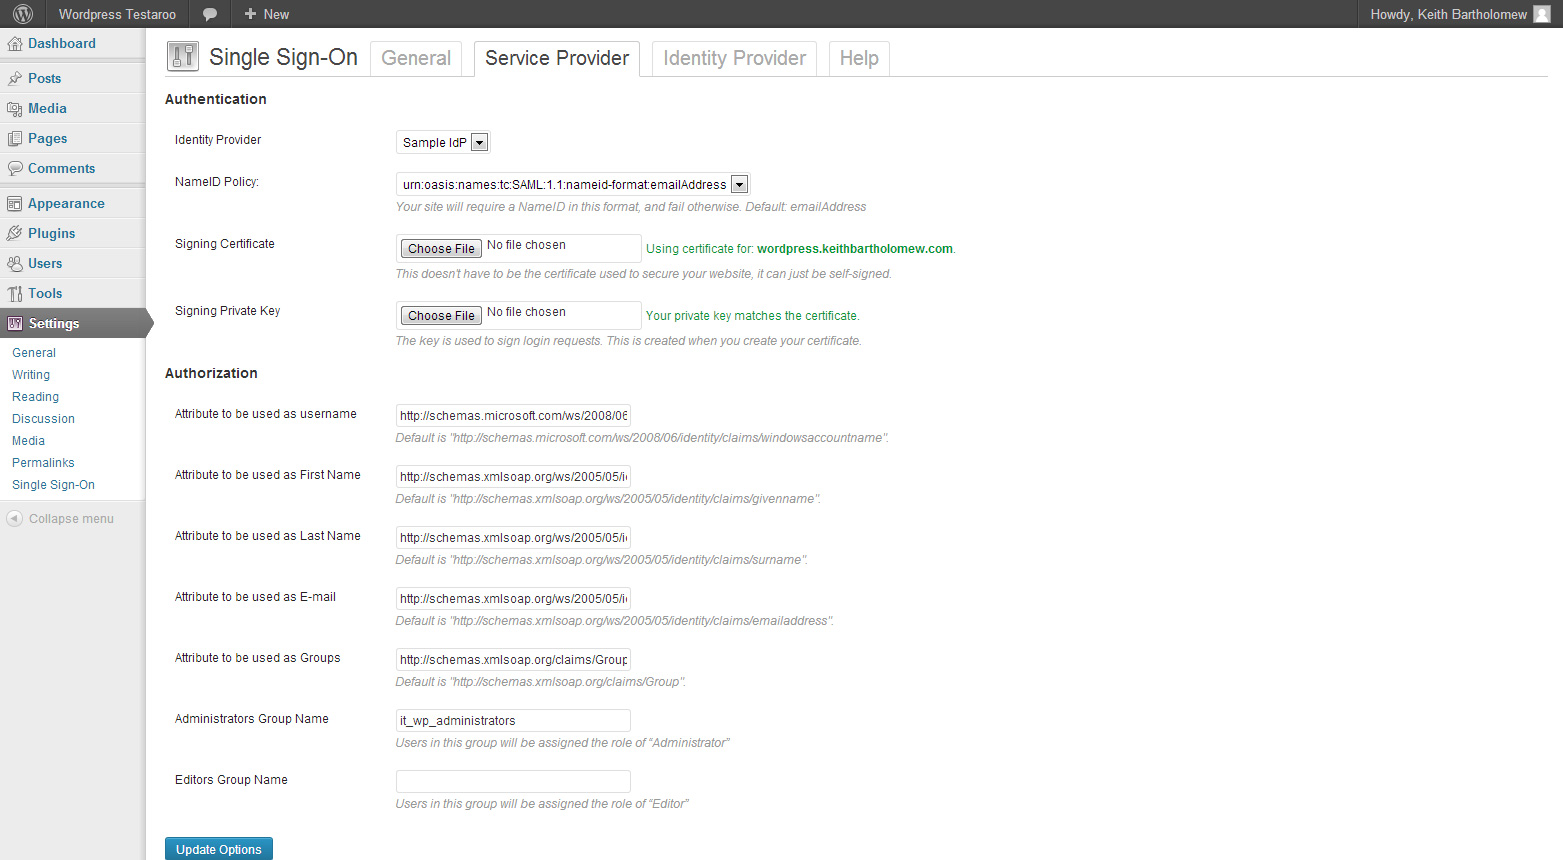 Wordpress Testaroo
New
Howdy, Keith Bartholomew
Dashboard
Posts
Media
Pages
Comments
Appearance
Plugins
Users
Tools
Settings
General
Writing
Reading
Discussion
Media
Permalinks
Single Sign-On
Collapse menu
Single Sign-On
General
Service Provider
Identity Provider
Help
Authentication
Identity Provider
Sample IdP
NameID Policy:
urn:oasis:names:tc:SAML:1.1:nameid-format:emailAddress
Your site will require a NameID in this format, and fail otherwise. Default: emailAddress
Signing Certificate
Choose File No file chosen
Using certificate for: wordpress.keithbartholomew.com.
This doesn't have to be the certificate used to secure your website, it can just be self-signed.
Signing Private Key
Choose File No file chosen
Your private key matches the certificate.
The key is used to sign login requests. This is created when you create your certificate.
Authorization
Attribute to be used as username
http://schemas.microsoft.com/ws/2008/06
Default is "http://schemas.microsoft.com/ws/2008/06/identity/claims/windowsaccountname".
Attribute to be used as First Name
http://schemas.xmlsoap.org/ws/2005/05/i
Default is "http://schemas.xmlsoap.org/ws/2005/05/identity/claims/givenname".
Attribute to be used as Last Name
http://schemas.xmlsoap.org/ws/2005/05/i
Default is "http://schemas.xmlsoap.org/ws/2005/05/identity/claims/surname".
Attribute to be used as E-mail
http://schemas.xmlsoap.org/ws/2005/05/i
Default is "http://schemas.xmlsoap.org/ws/2005/05/identity/claims/emailaddress".
Attribute to be used as Groups
http://schemas.xmlsoap.org/claims/Group
Default is "http://schemas.xmlsoap.org/claims/Group".
Administrators Group Name
it_wp_administrators
Users in this group will be assigned the role of “Administrator”
Editors Group Name
Users in this group will be assigned the role of “Editor”
Update Options